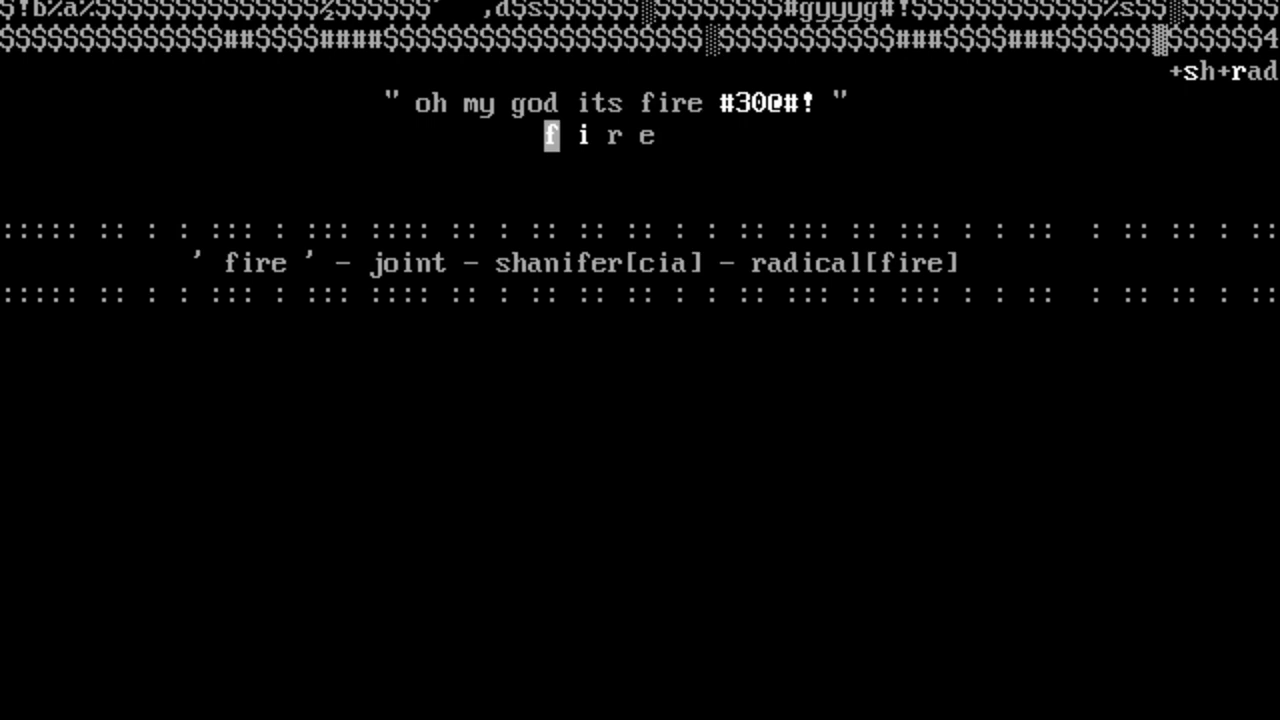 +sh+rad
" oh my god its fire #30@#! "
f i r e
::::: :: : : ::: : ::: :::: :: : :: :: :: : : :: ::: :: ::: : : :: : :: :: : ::
' fire ' - joint - shanifer[cia] - radical[fire]
::::: :: : : ::: : ::: :::: :: : :: :: :: : : :: ::: :: ::: : : :: : :: :: : ::